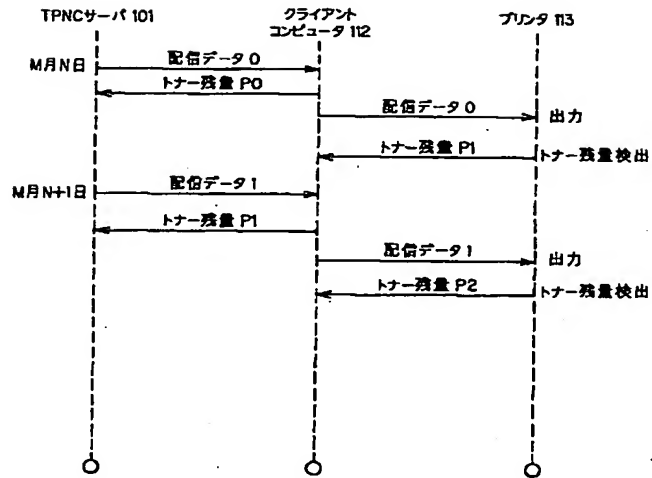 TPNCサーバ 101
クライアント
コンピュータ 112
プリンタ 113
M月N日
配信データ 0
トナー残量 P0
配信データ 0
出力
トナー残量 P1
トナー残量検出
M月N+1日
配信データ 1
トナー残量 P1
配信データ 1
出力
トナー残量 P2
トナー残量検出